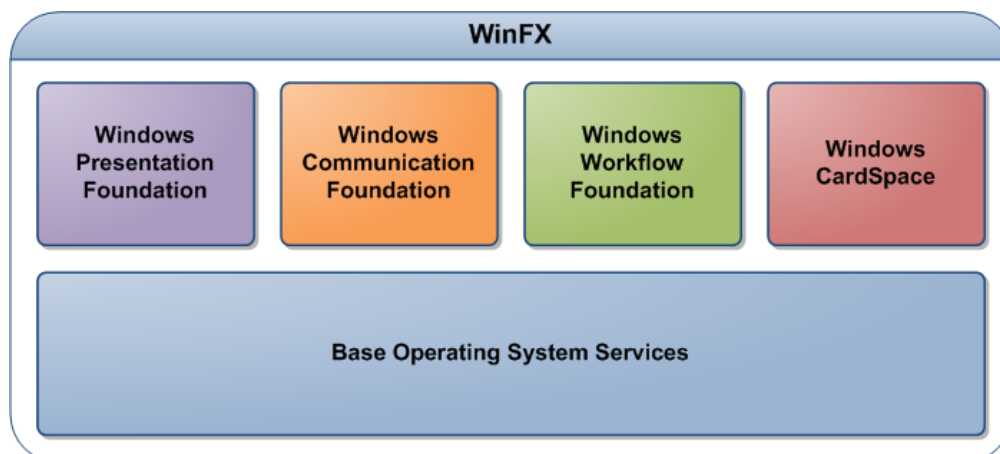 WinFX
Windows
Presentation
Foundation
Windows
Communication
Foundation
Windows
Workflow
Foundation
Windows
CardSpace
Base Operating System Services